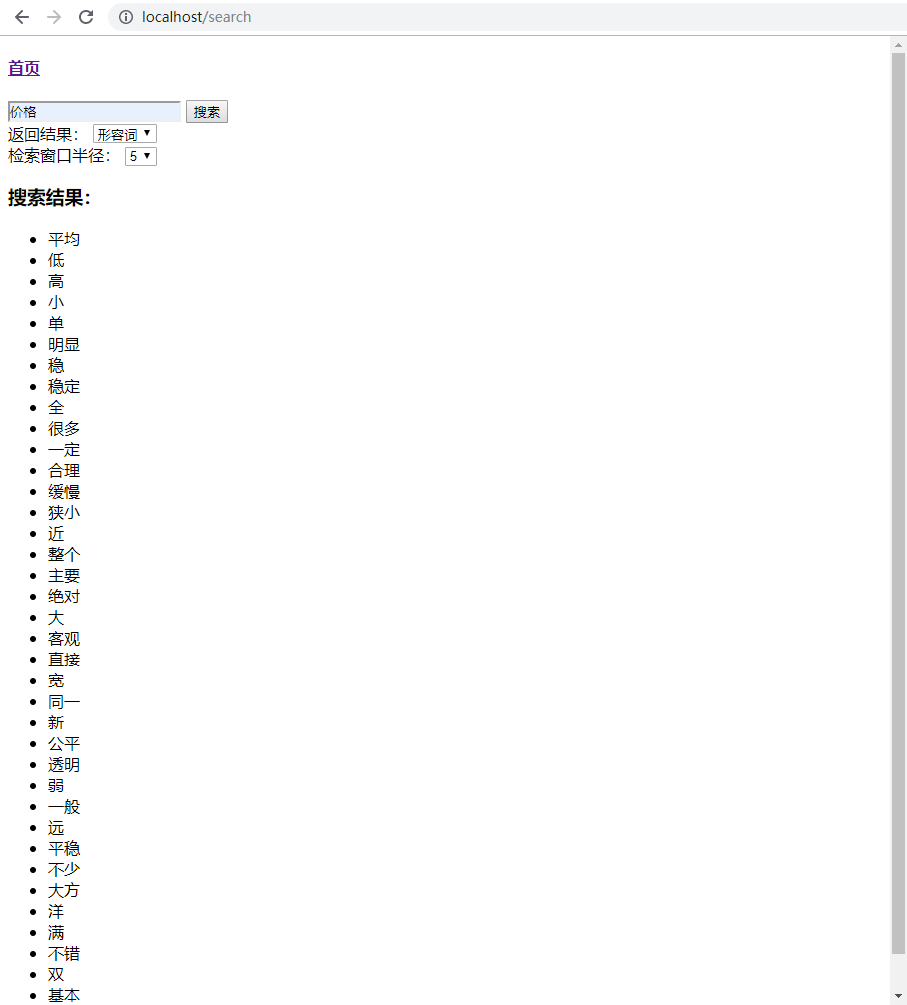 localhost/search
首页
价格 搜索
返回结果： 形容词
检索窗口半径： 5
搜索结果：
平均
低
高
小
单
明显
稳
稳定
全
很多
一定
合理
缓慢
狭小
近
整个
主要
绝对
大
客观
直接
宽
同一
新
公平
透明
弱
一般
远
平稳
不少
大方
洋
满
不错
双
基本